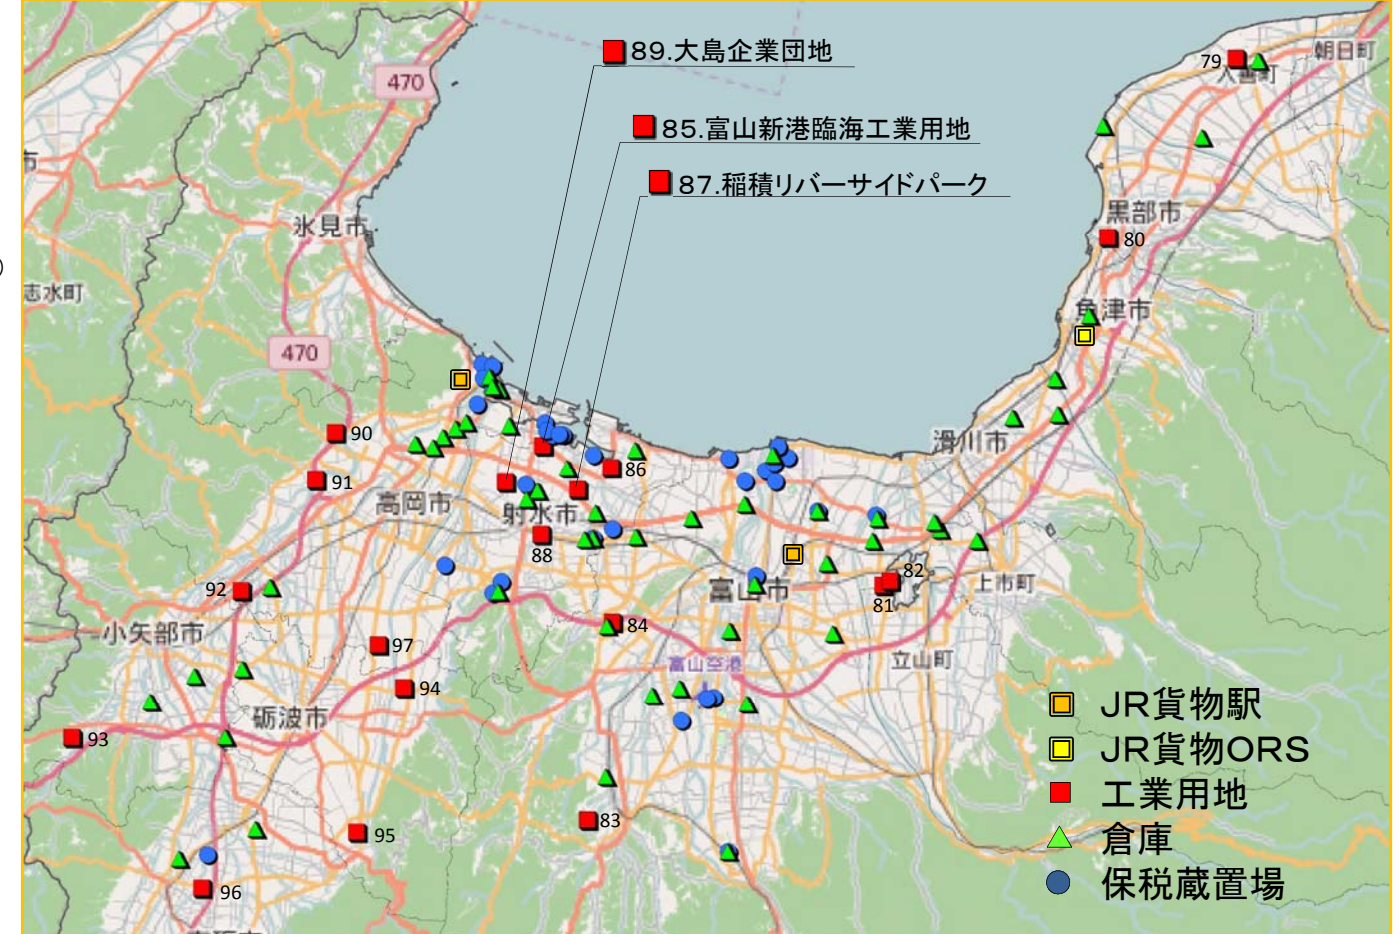 89.大島企業団地
85.富山新港臨海工業用地
87.稲積リバーサイドパーク
79
入善町
朝日町
470
市
氷見市
黒部市
80
)
志水町
魚津市
470
90
滑川市
86
91
高岡市
射水市
88
82
富山市
上市町
81
92
小矢部市
84
97
富山空港
立山町
94
砺波市
93
83
95
96
JR貨物駅
JR貨物ORS
工業用地
倉庫
保税蔵置場